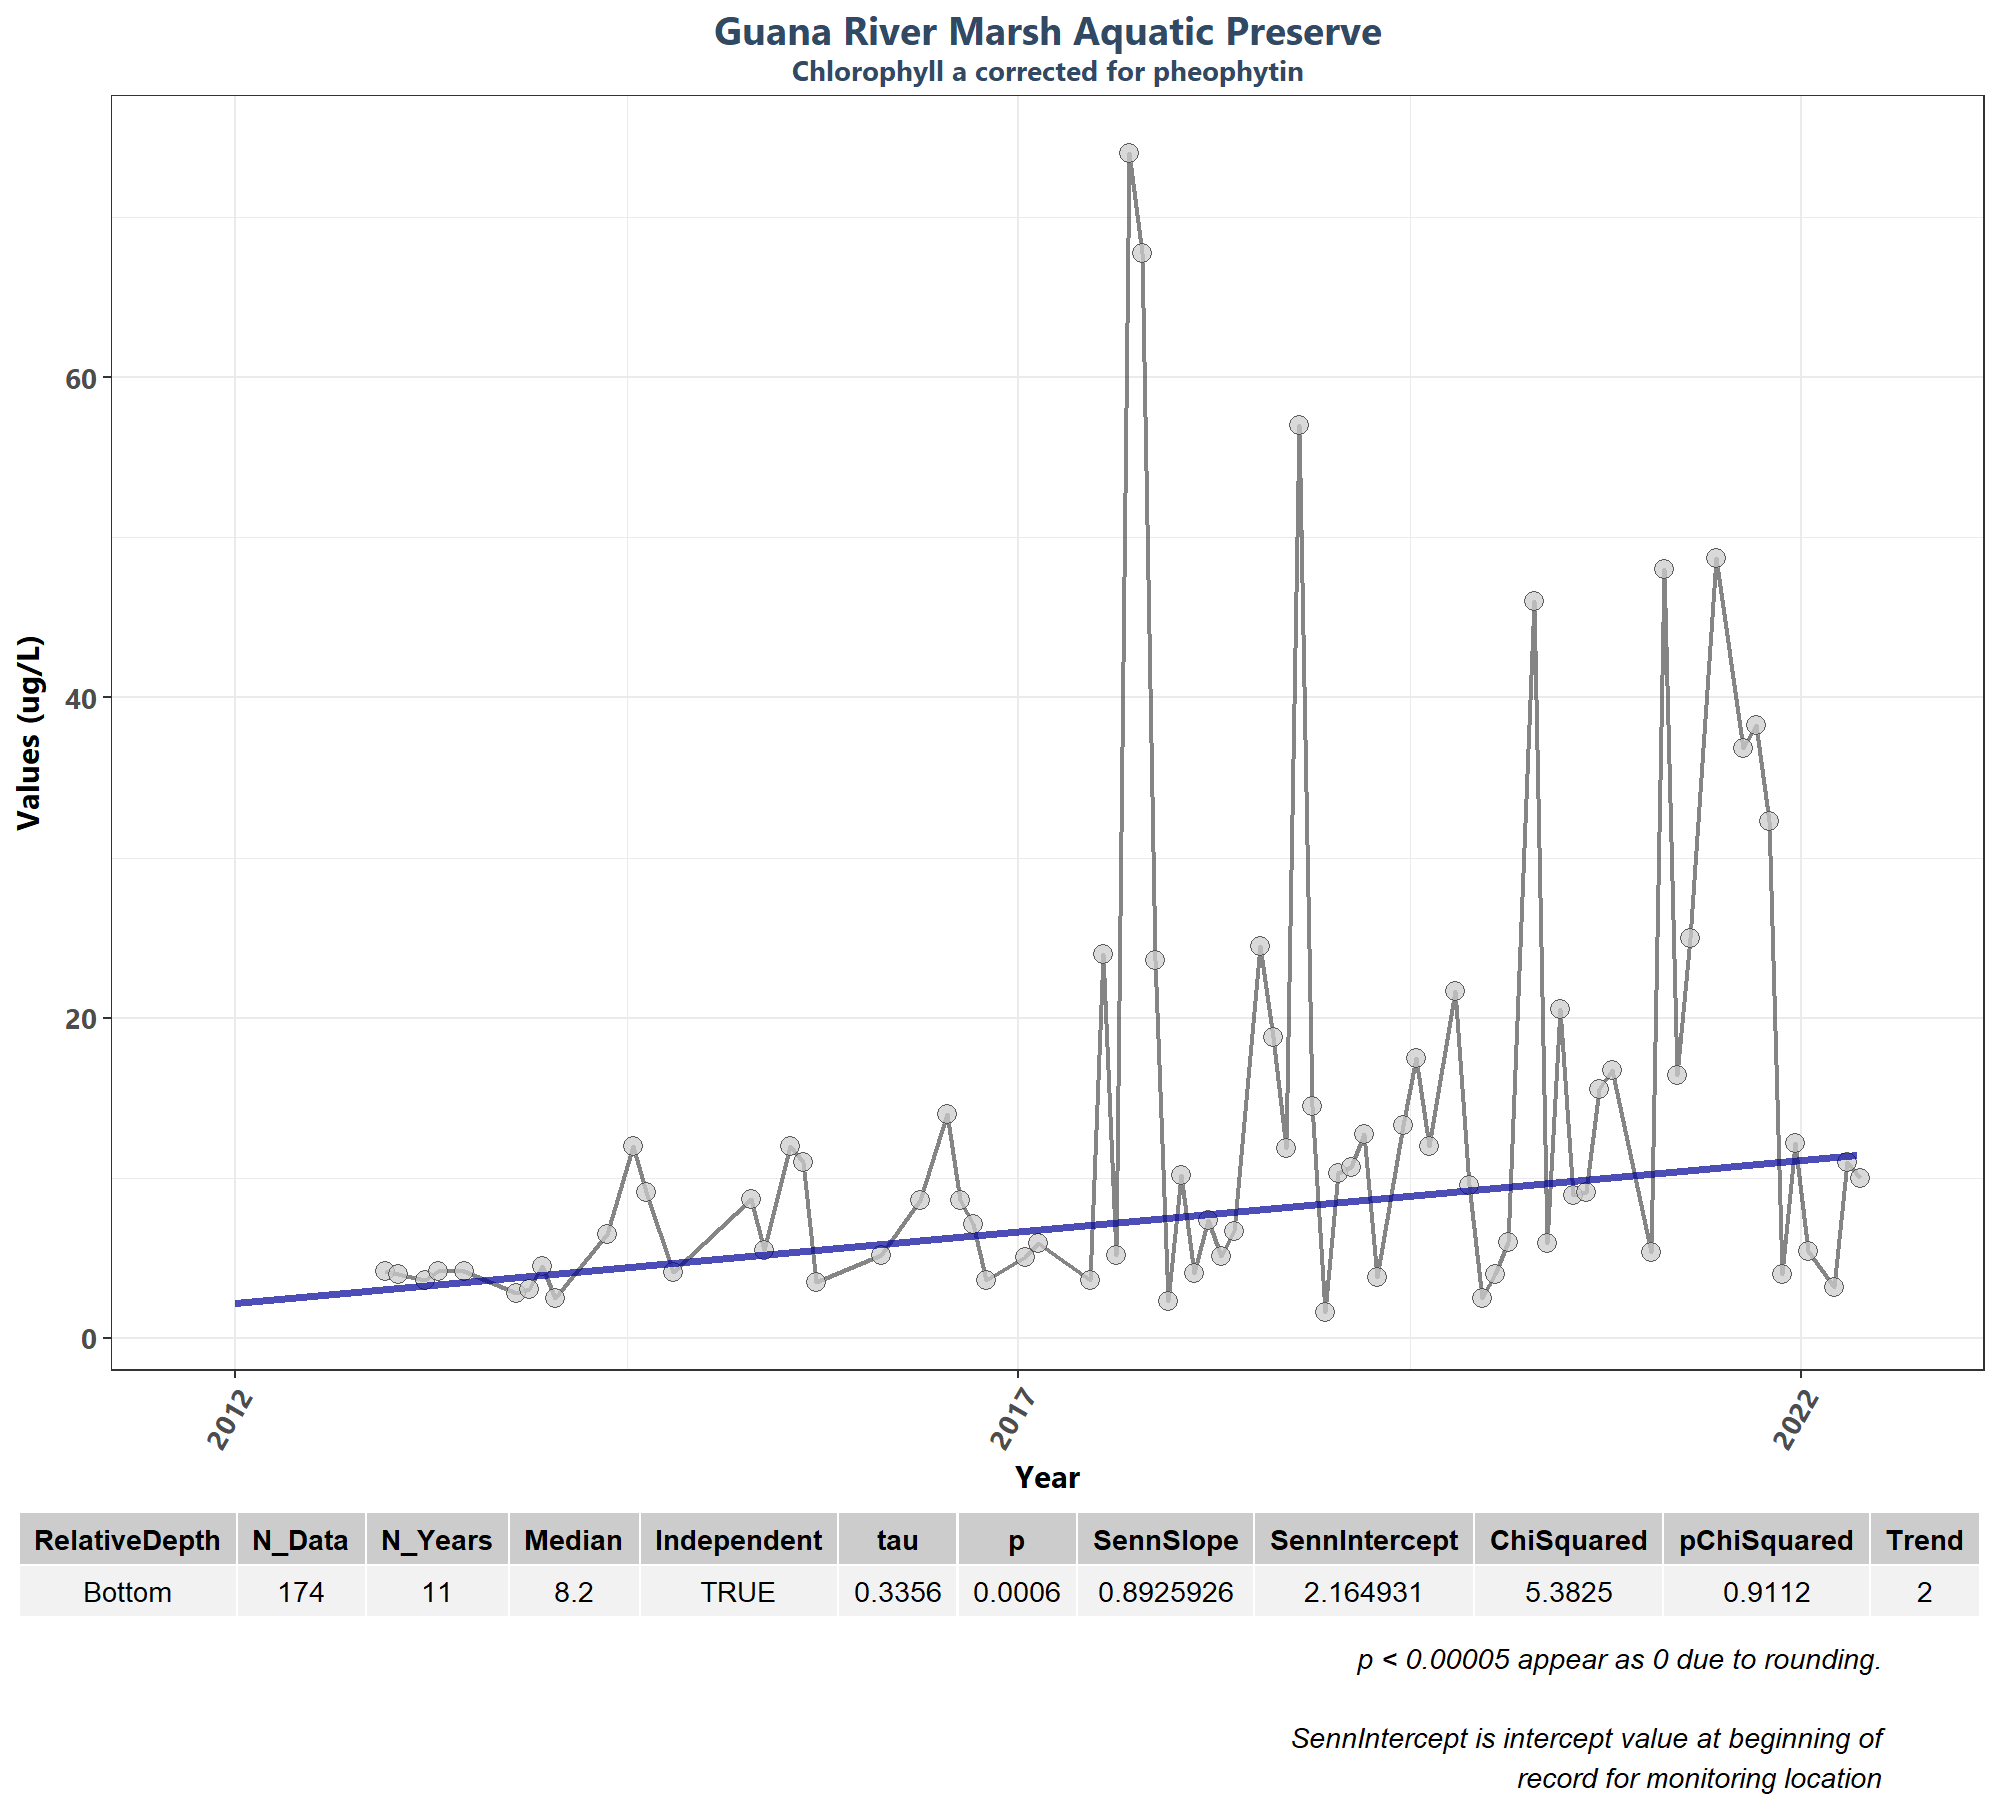 Guana River Marsh Aquatic Preserve
Chlorophyll a corrected for pheophytin
Values (ug/L)
60
40
20
0
2012
2017
2022
Year
RelativeDepth N_Data N_Years Median Independent tau p SennSlope SennIntercept ChiSquared pChiSquared Trend
Bottom 174 11 8.2 TRUE 0.3356 0.0006 0.8925926 2.164931 5.3825 0.9112 2
p < 0.00005 appear as 0 due to rounding.
SennIntercept is intercept value at beginning of
record for monitoring location